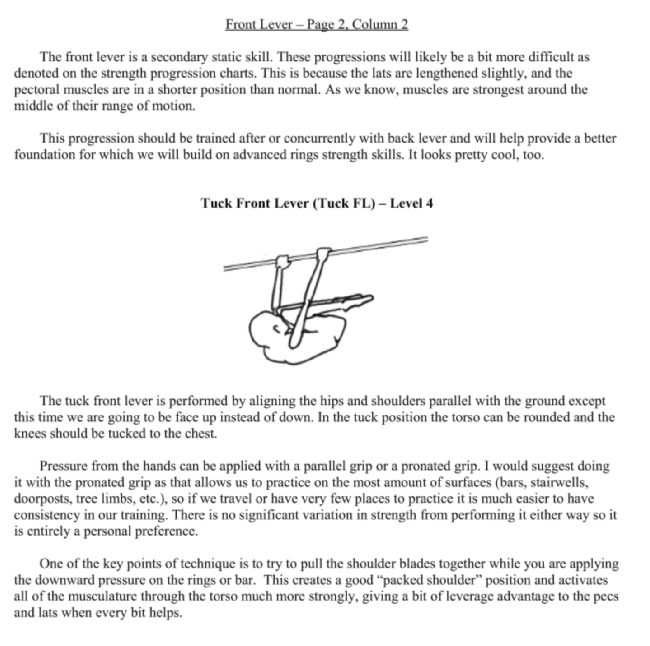 Front Lever – Page 2, Column 2
The front lever is a secondary static skill. These progressions will likely be a bit more difficult as
denoted on the strength progression charts. This is because the lats are lengthened slightly, and the
pectoral muscles are in a shorter position than normal. As we know, muscles are strongest around the
middle of their range of motion.
This progression should be trained after or concurrently with back lever and will help provide a better
foundation for which we will build on advanced rings strength skills. It looks pretty cool, too.
Tuck Front Lever (Tuck FL) – Level 4
The tuck front lever is performed by aligning the hips and shoulders parallel with the ground except
this time we are going to be face up instead of down. In the tuck position the torso can be rounded and the
knees should be tucked to the chest.
Pressure from the hands can be applied with a parallel grip or a pronated grip. I would suggest doing
it with the pronated grip as that allows us to practice on the most amount of surfaces (bars, stairwells,
doorposts, tree limbs, etc.), so if we travel or have very few places to practice it is much easier to have
consistency in our training. There is no significant variation in strength from performing it either way so it
is entirely a personal preference.
One of the key points of technique is to try to pull the shoulder blades together while you are applying
the downward pressure on the rings or bar. This creates a good “packed shoulder” position and activates
all of the musculature through the torso much more strongly, giving a bit of leverage advantage to the pecs
and lats when every bit helps.